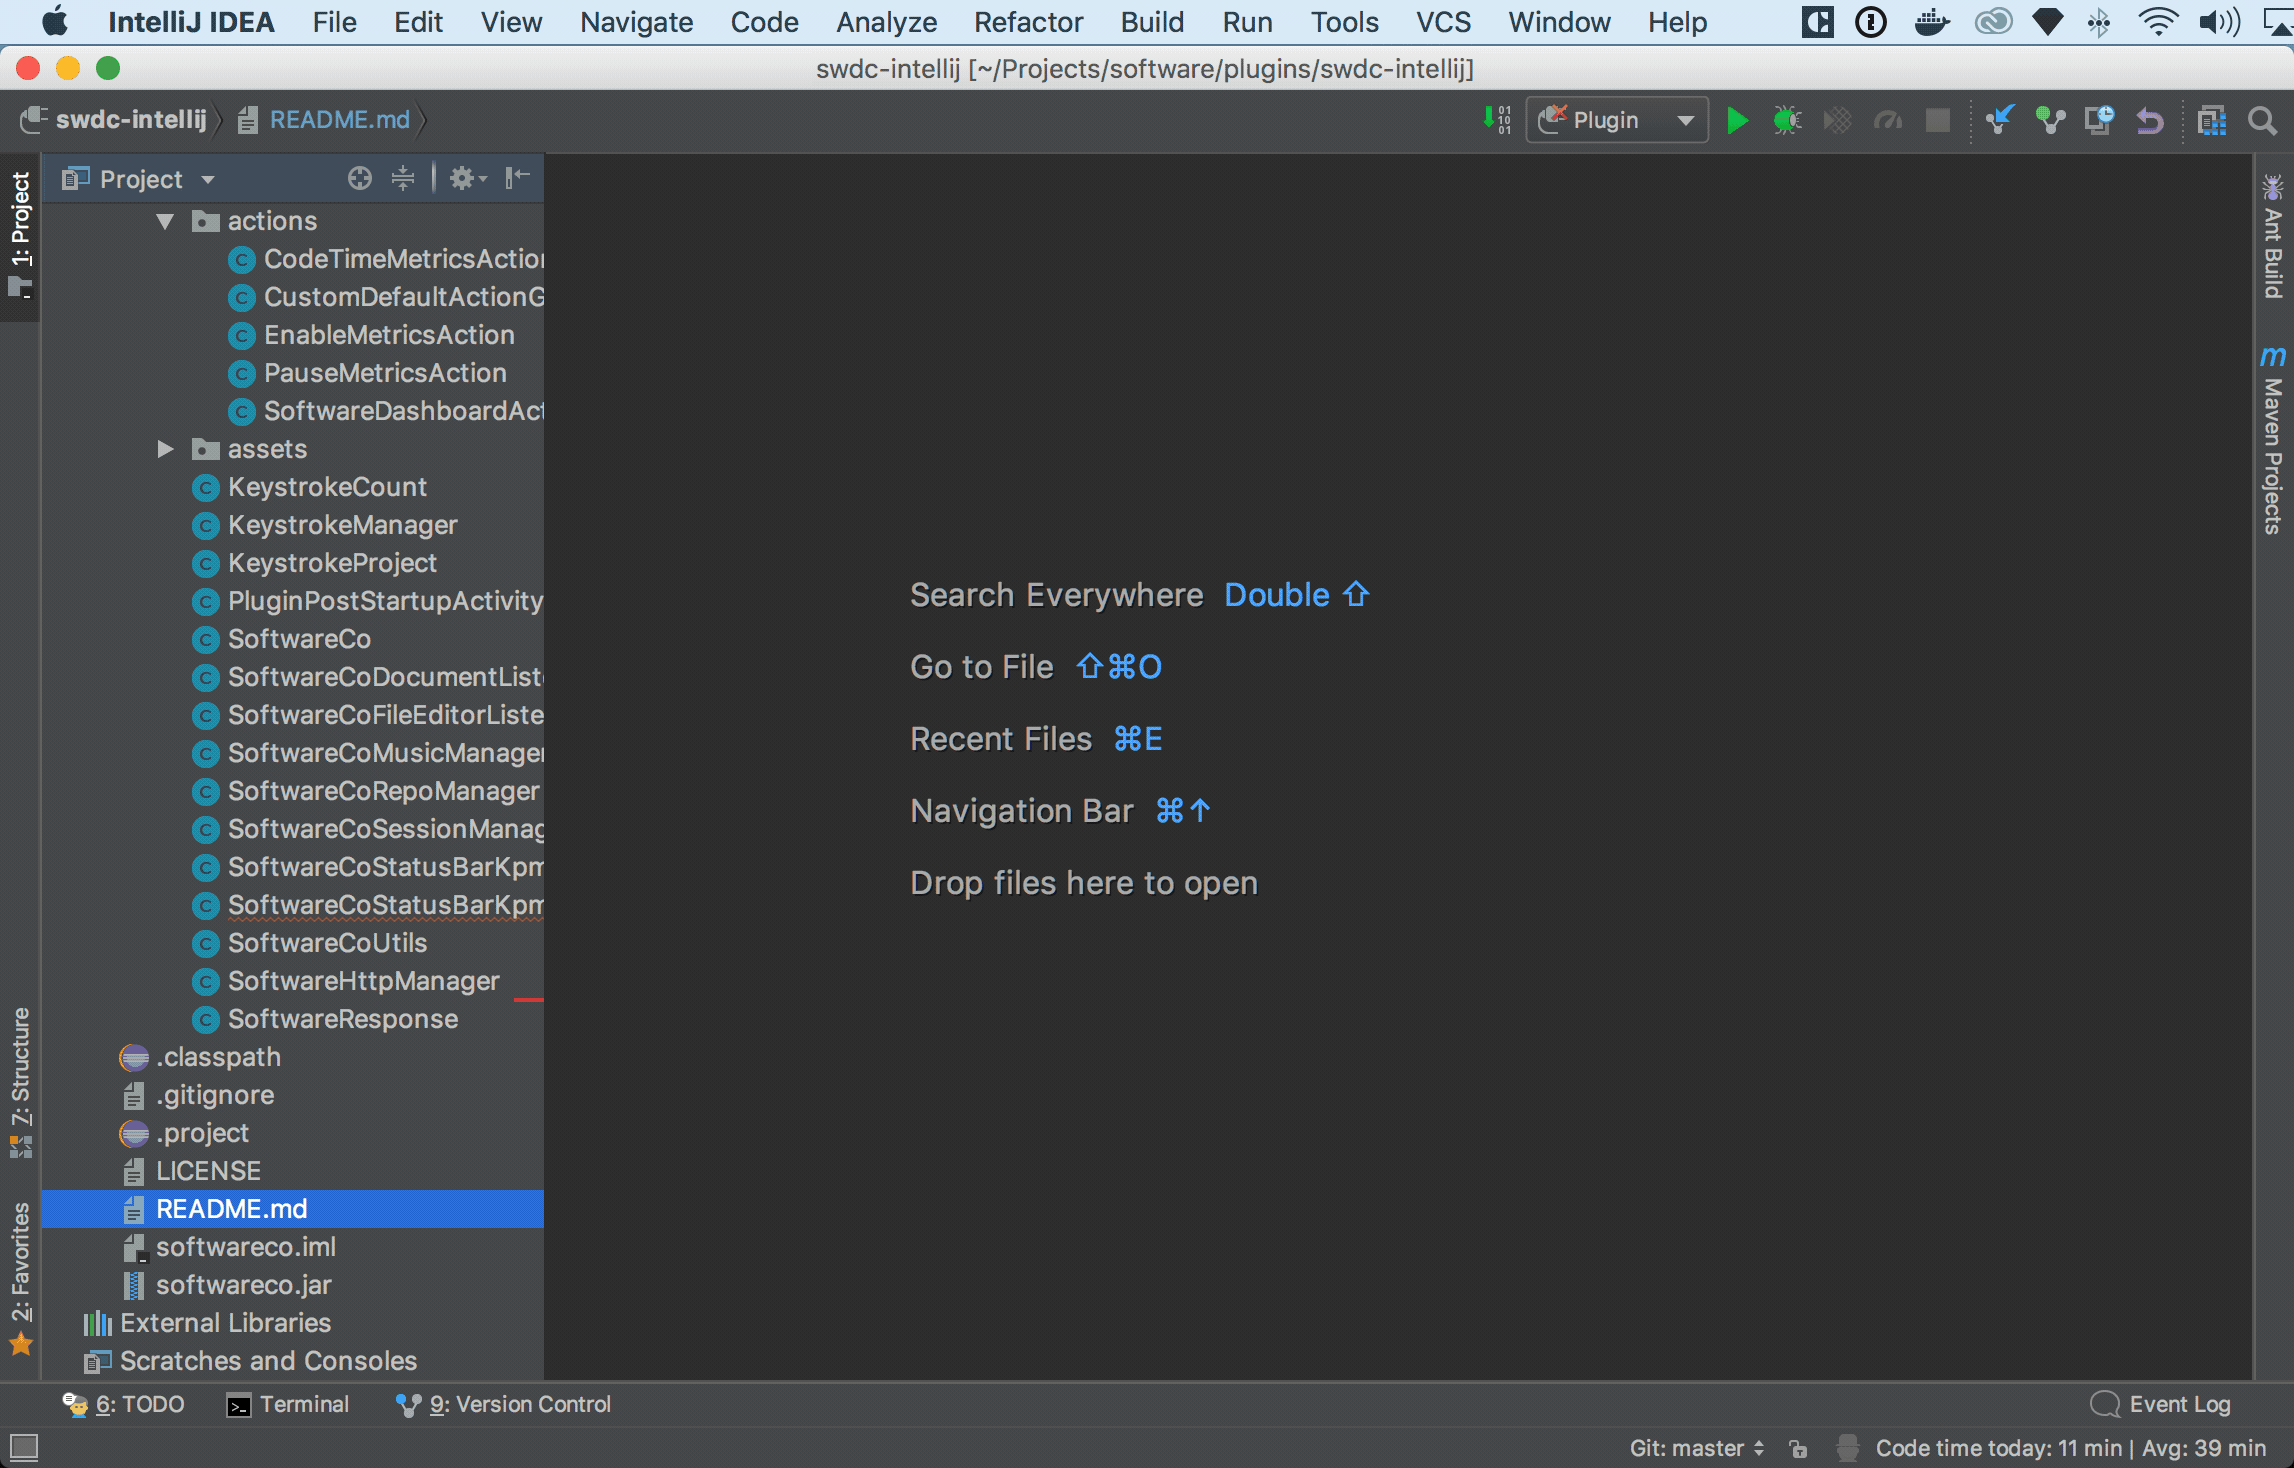 IntelliJ IDEA File Edit View Navigate Code Analyze Refactor Build Run Tools VCS Window Help
swdc-intellij [~/Projects/software/plugins/swdc-intellij]
swdc-intellij README.md
Plugin
1: Project
Project
actions
CodeTimeMetricsAction
CustomDefaultActionG
EnableMetricsAction
PauseMetricsAction
SoftwareDashboardAct
assets
KeystrokeCount
KeystrokeManager
KeystrokeProject
PluginPostStartupActivity
SoftwareCo
SoftwareCoDocumentListe
SoftwareCoFileEditorListe
SoftwareCoMusicManager
SoftwareCoRepoManager
SoftwareCoSessionManag
SoftwareCoStatusBarKpm
SoftwareCoStatusBarKpm
SoftwareCoUtils
SoftwareHttpManager
SoftwareResponse
.classpath
.gitignore
.project
LICENSE
README.md
softwareco.iml
softwareco.jar
External Libraries
Scratches and Consoles
7: Structure
2: Favorites
Search Everywhere Double ⇧
Go to File ⇧⌘O
Recent Files ⌘E
Navigation Bar ⌘↑
Drop files here to open
Ant Build
Maven Projects
6: TODO Terminal 9: Version Control Event Log
Git: master Code time today: 11 min | Avg: 39 min